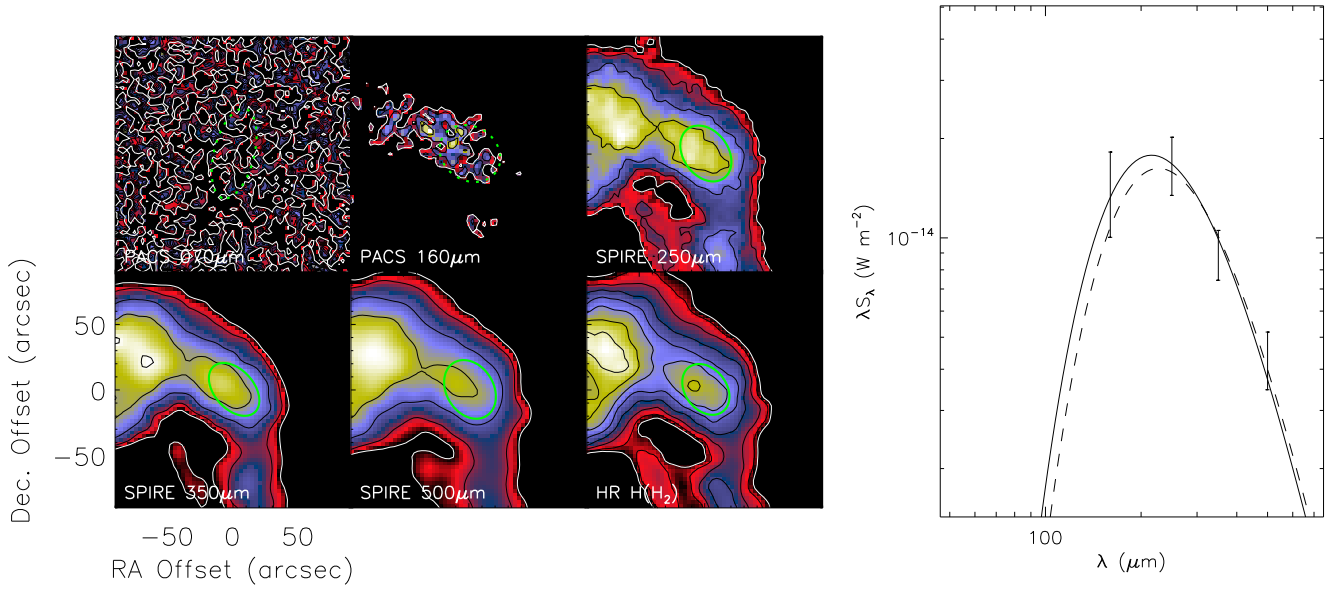 PACS 070μm
PACS 160μm
SPIRE 250μm
SPIRE 350μm
SPIRE 500μm
HR H(H₂)
50
0
−50
Dec. Offset (arcsec)
−50 0 50
RA Offset (arcsec)
λS_λ (W m⁻²)
10⁻¹⁴
100
λ (μm)